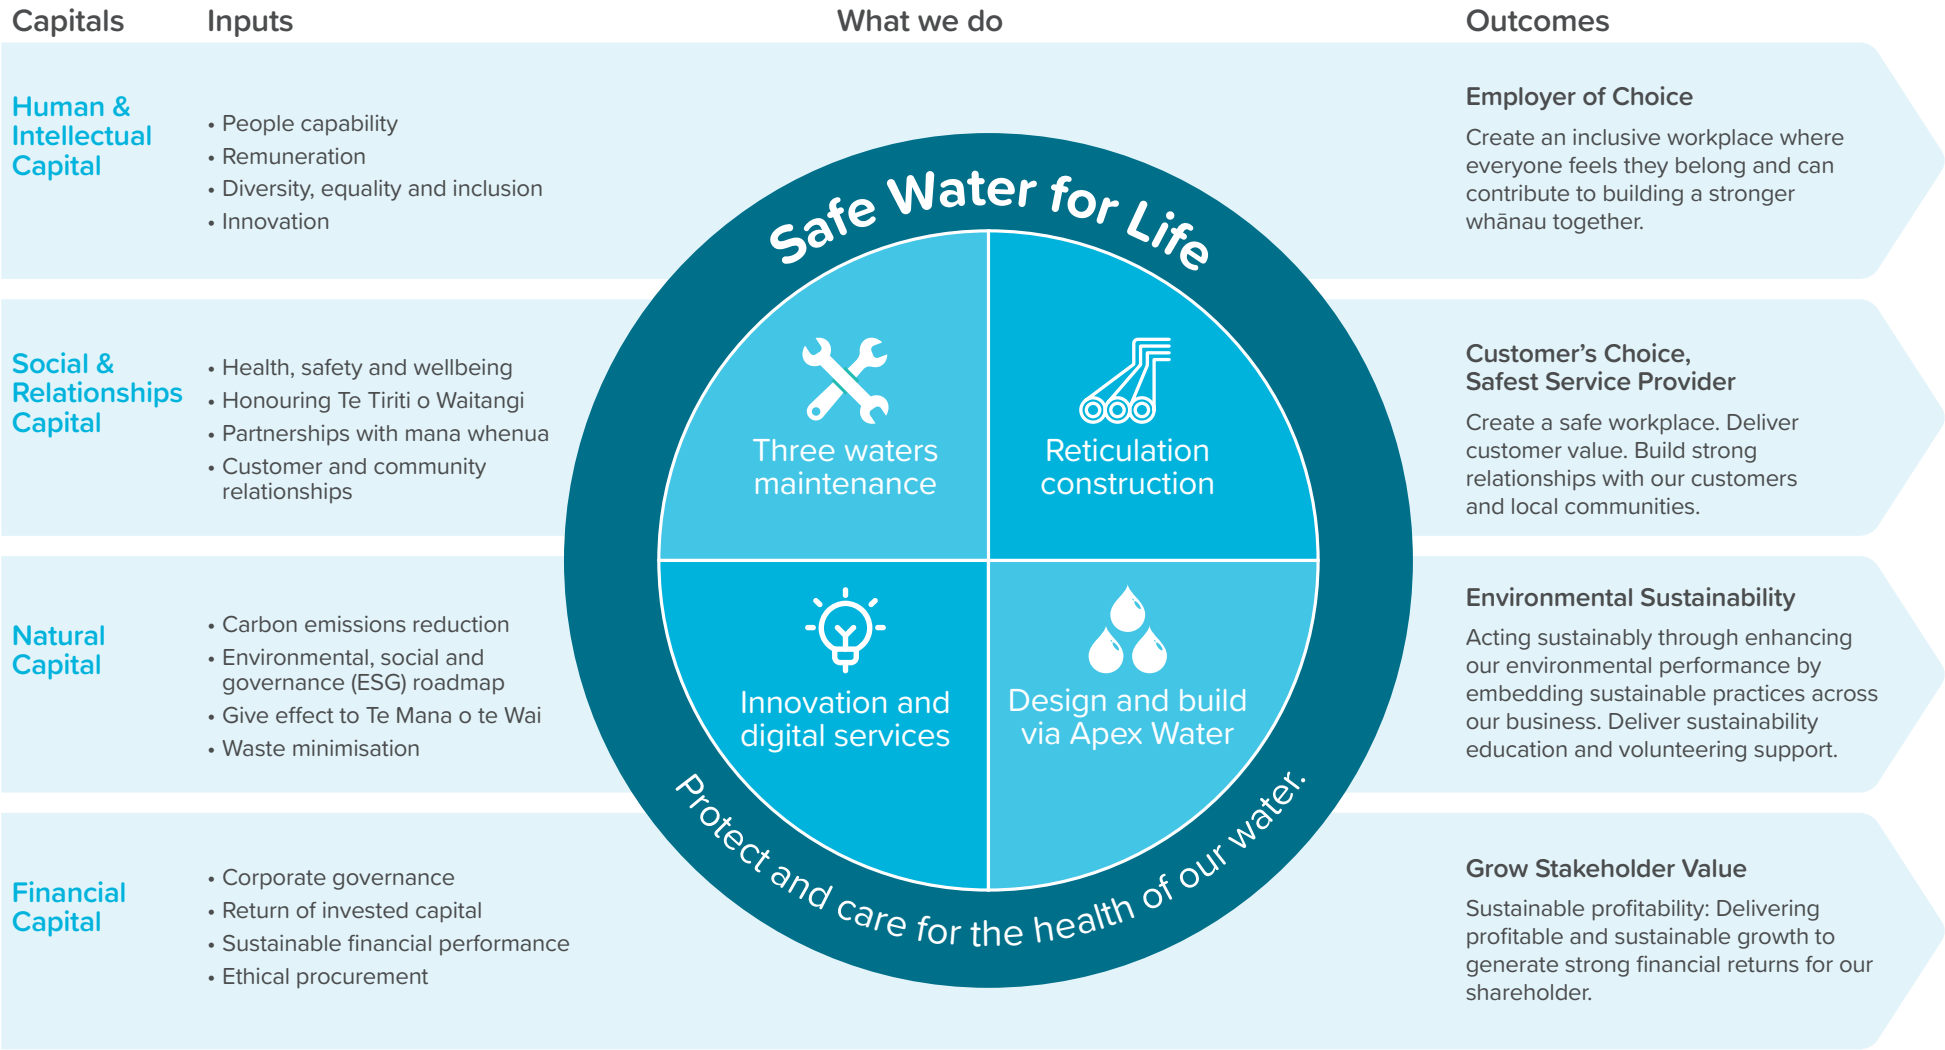 Capitals
Inputs
What we do
Outcomes
Human &
Intellectual
Capital
• People capability
• Remuneration
• Diversity, equality and inclusion
• Innovation
Employer of Choice
Create an inclusive workplace where
everyone feels they belong and can
contribute to building a stronger
whānau together.
Social &
Relationships
Capital
• Health, safety and wellbeing
• Honouring Te Tiriti o Waitangi
• Partnerships with mana whenua
• Customer and community
relationships
Customer’s Choice,
Safest Service Provider
Create a safe workplace. Deliver
customer value. Build strong
relationships with our customers
and local communities.
Natural
Capital
• Carbon emissions reduction
• Environmental, social and
governance (ESG) roadmap
• Give effect to Te Mana o te Wai
• Waste minimisation
Environmental Sustainability
Acting sustainably through enhancing
our environmental performance by
embedding sustainable practices across
our business. Deliver sustainability
education and volunteering support.
Financial
Capital
• Corporate governance
• Return of invested capital
• Sustainable financial performance
• Ethical procurement
Grow Stakeholder Value
Sustainable profitability: Delivering
profitable and sustainable growth to
generate strong financial returns for our
shareholder.
Safe Water for Life
Three waters
maintenance
Reticulation
construction
Innovation and
digital services
Design and build
via Apex Water
Protect and care for the health of our water.